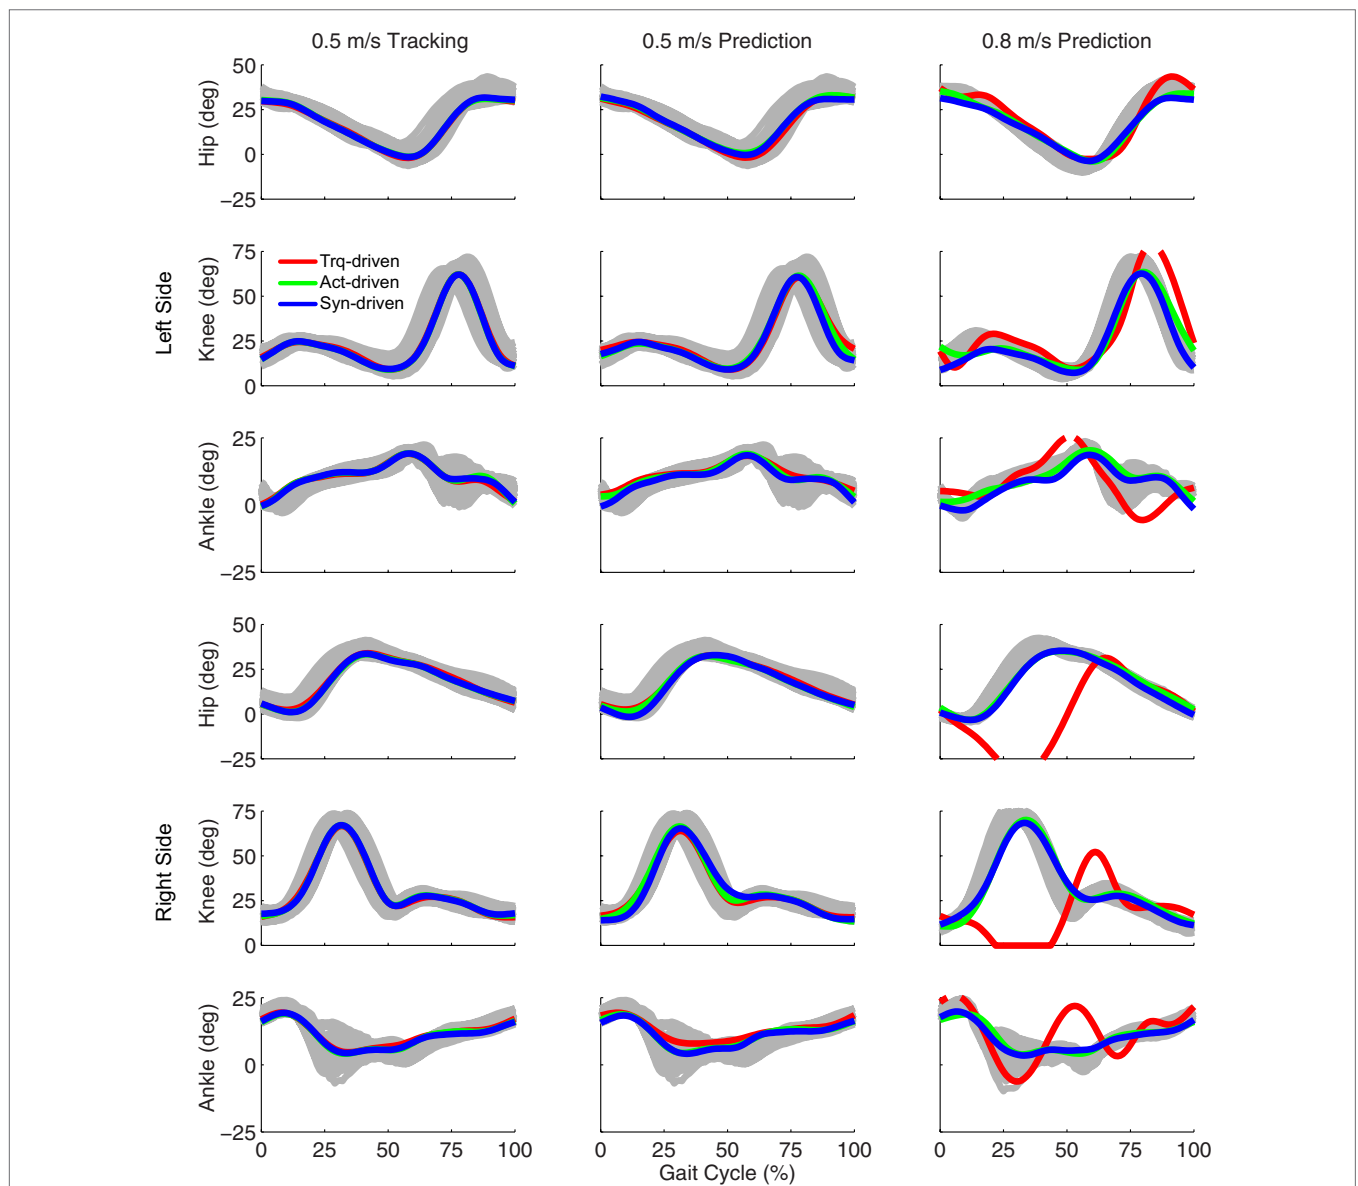 0.5 m/s Tracking
0.5 m/s Prediction
0.8 m/s Prediction
Left Side
Hip (deg)
50
25
0
−25
Knee (deg)
75
50
25
0
Trq-driven
Act-driven
Syn-driven
Ankle (deg)
25
0
−25
Right Side
Hip (deg)
50
25
0
−25
Knee (deg)
75
50
25
0
Ankle (deg)
25
0
−25
0 25 50 75 100
0 25 50 75 100
0 25 50 75 100
Gait Cycle (%)